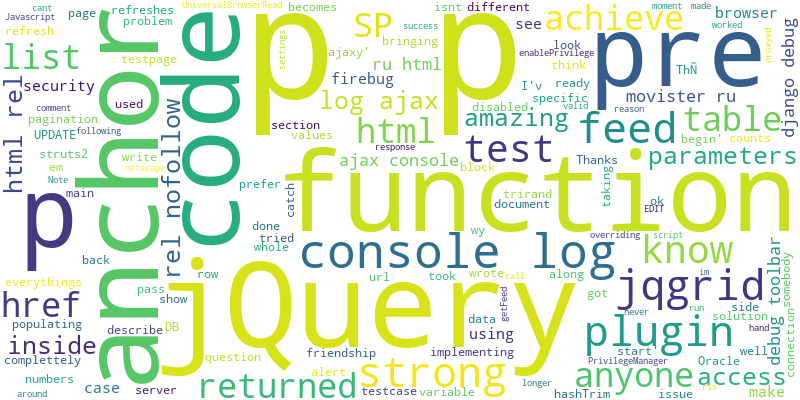 cant
Javascript
refresh
page
refreshes
problem
UniversalBrowserRead
becomes
ajaxy'
bringing
SP
isnt
different
see
success
achieve
moment
made
worked
browser
list
security
testpage
settings
look
enablePrivilege
think
ThÑ
proxyed
django debug
code
p
p
pre
ru html
firebug
I'v
ready
movister ru
comment
used
log ajax
disabled
specific
pagination
following
section
values
html
amazing
feed
table
valid
UPDATE
anchor
rel nofollow
html rel
struts2
write
em
netscape
Note
main
response
test
begin'
counts
Thanks
parameters
ajax console
block
prefer
catch
function
trirand
document
taking
ok
EDIT
reason
p
back
done
tried
whole
console log
wy
overriding
script
know
somebody
row
url
took
wrote
call
along
got
im
side
debug toolbar
connection
href
everythings
pass
show
jQuery
data
using
getFeed
jqgrid
populating
describe
DB
plugin
never
run
solution
inside
question
friendship
implementing
start'
Oracle
well
hand
complettely
alert
strong
anyone
PrivilegeManager
access
numbers
case
server
returned
testcase
variable
longer
hashTrim
issue
rss
make
around